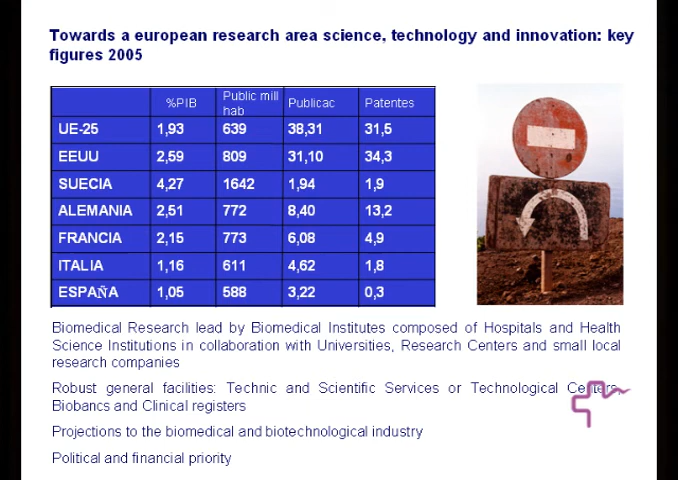 Towards a european research area science, technology and innovation: key
figures 2005
%PIB Public mill hab Publicac Patentes
UE-25 1,93 639 38,31 31,5
EEUU 2,59 809 31,10 34,3
SUECIA 4,27 1642 1,94 1,9
ALEMANIA 2,51 772 8,40 13,2
FRANCIA 2,15 773 6,08 4,9
ITALIA 1,16 611 4,62 1,8
ESPAÑA 1,05 588 3,22 0,3
Biomedical Research lead by Biomedical Institutes composed of Hospitals and Health
Science Institutions in collaboration with Universities, Research Centers and small local
research companies
Robust general facilities: Technic and Scientific Services or Technological Centers,
Biobancs and Clinical registers
Projections to the biomedical and biotechnological industry
Political and financial priority